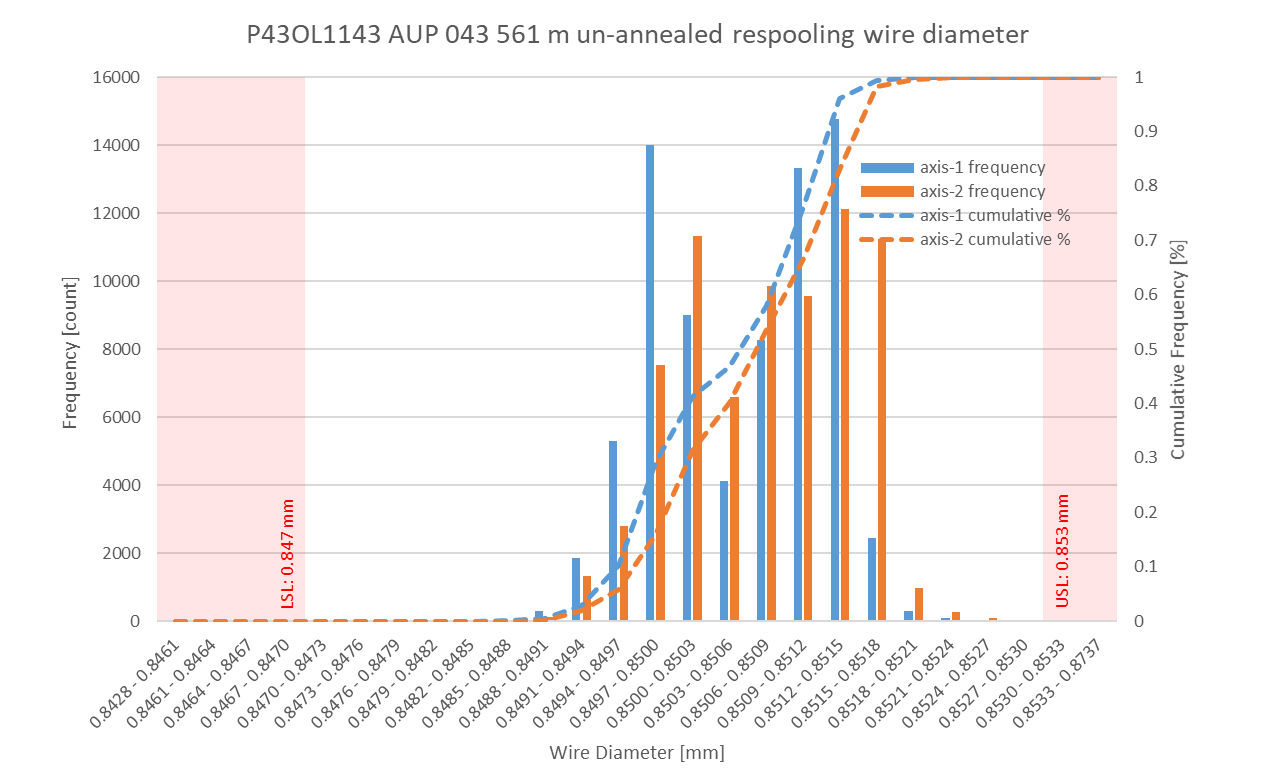 P43OL1143 AUP 043 561 m un-annealed respooling wire diameter
16000
14000
12000
10000
8000
6000
4000
2000
0
Frequency [count]
1
0.9
0.8
0.7
0.6
0.5
0.4
0.3
0.2
0.1
0
Cumulative Frequency [%]
axis-1 frequency
axis-2 frequency
axis-1 cumulative %
axis-2 cumulative %
LSL: 0.847 mm
USL: 0.853 mm
0.8428 - 0.8461
0.8461 - 0.8464
0.8464 - 0.8467
0.8467 - 0.8470
0.8470 - 0.8473
0.8473 - 0.8476
0.8476 - 0.8479
0.8479 - 0.8482
0.8482 - 0.8485
0.8485 - 0.8488
0.8488 - 0.8491
0.8491 - 0.8494
0.8494 - 0.8497
0.8497 - 0.8500
0.8500 - 0.8503
0.8503 - 0.8506
0.8506 - 0.8509
0.8509 - 0.8512
0.8512 - 0.8515
0.8515 - 0.8518
0.8518 - 0.8521
0.8521 - 0.8524
0.8524 - 0.8527
0.8527 - 0.8530
0.8530 - 0.8533
0.8533 - 0.8737
Wire Diameter [mm]